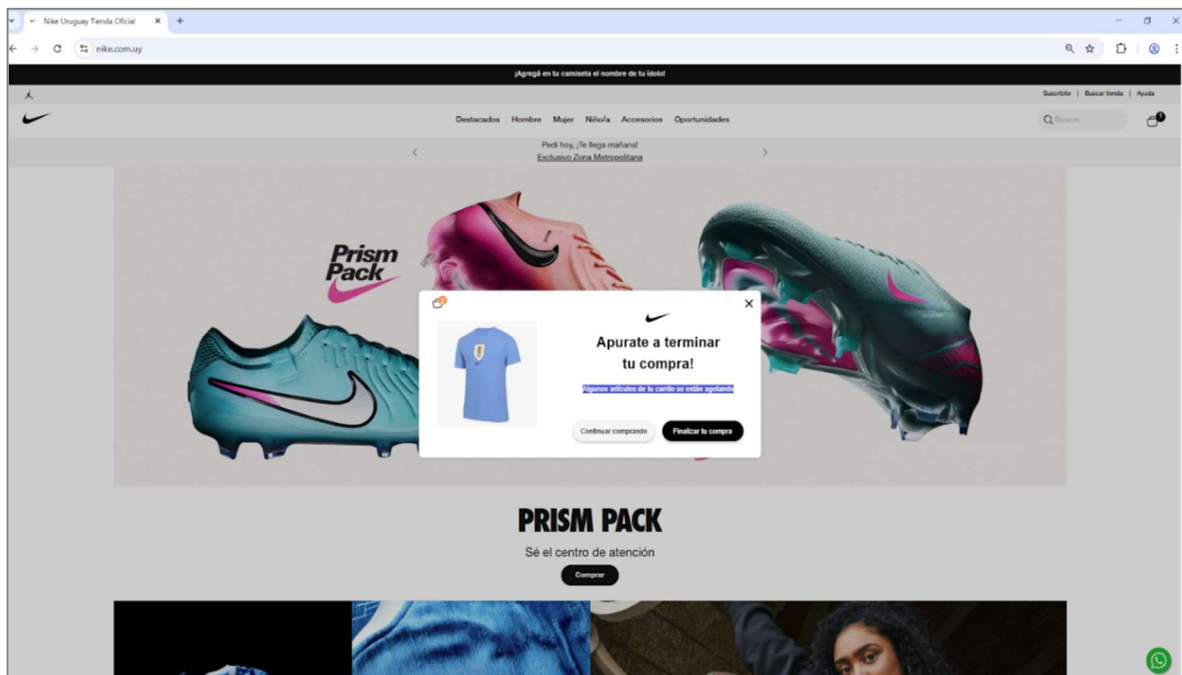 Nike Uruguay Tienda Oficial
nike.com.uy
¡Agregá en tu camiseta el nombre de tu ídolo!
Suscribite | Buscar tienda | Ayuda
Destacados Hombre Mujer Niño/a Accesorios Oportunidades
Buscar
Pedí hoy, ¡Te llega mañana!
Exclusivo Zona Metropolitana
Prism
Pack
Apurate a terminar
tu compra!
Algunos artículos de tu carrito se están agotando
Continuar comprando
Finalizar tu compra
PRISM PACK
Sé el centro de atención
Comprar